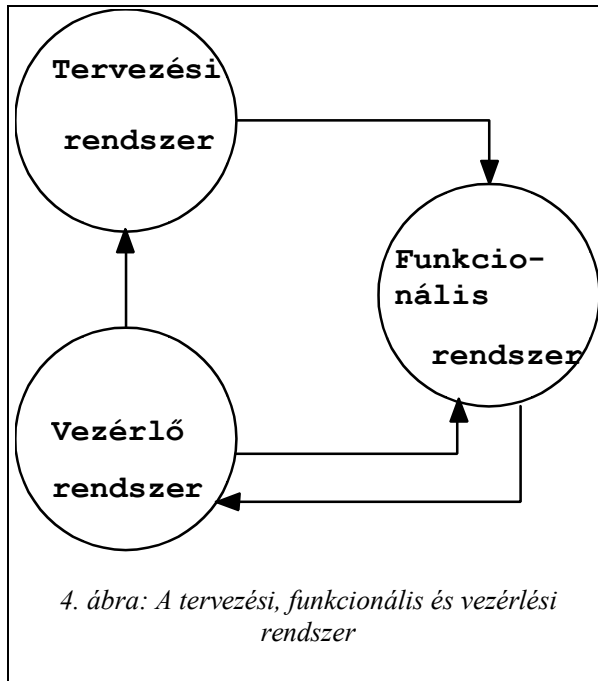 Tervezési
rendszer
Funkcio-
nális
rendszer
Vezérlő
rendszer
4. ábra: A tervezési, funkcionális és vezérlési
rendszer